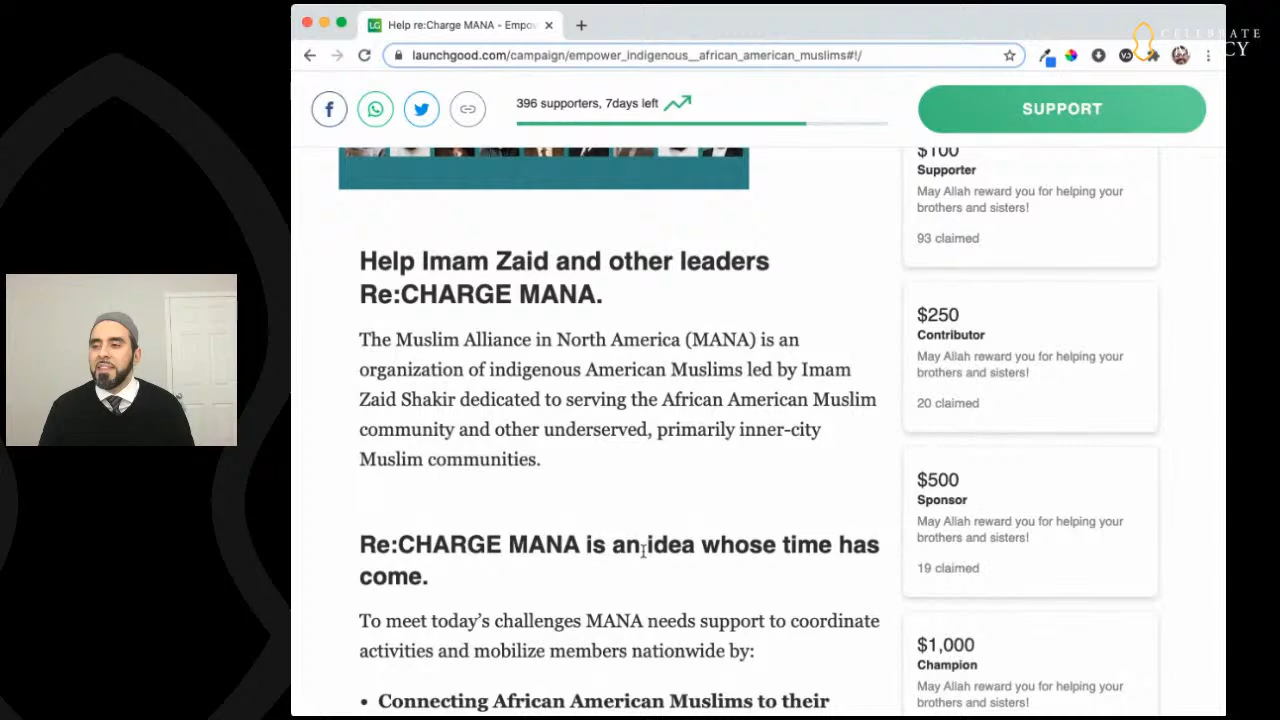 Help re:Charge MANA - Empow
launchgood.com/campaign/empower_indigenous__african_american_muslims#!/
CELEBRATE
396 supporters, 7days left
SUPPORT
$100
Supporter
May Allah reward you for helping your
brothers and sisters!
93 claimed
Help Imam Zaid and other leaders
Re:CHARGE MANA.
The Muslim Alliance in North America (MANA) is an
organization of indigenous American Muslims led by Imam
Zaid Shakir dedicated to serving the African American Muslim
community and other underserved, primarily inner-city
Muslim communities.
$250
Contributor
May Allah reward you for helping your
brothers and sisters!
20 claimed
$500
Sponsor
May Allah reward you for helping your
brothers and sisters!
19 claimed
Re:CHARGE MANA is an idea whose time has
come.
To meet today’s challenges MANA needs support to coordinate
activities and mobilize members nationwide by:
• Connecting African American Muslims to their
$1,000
Champion
May Allah reward you for helping your
brothers and sisters!